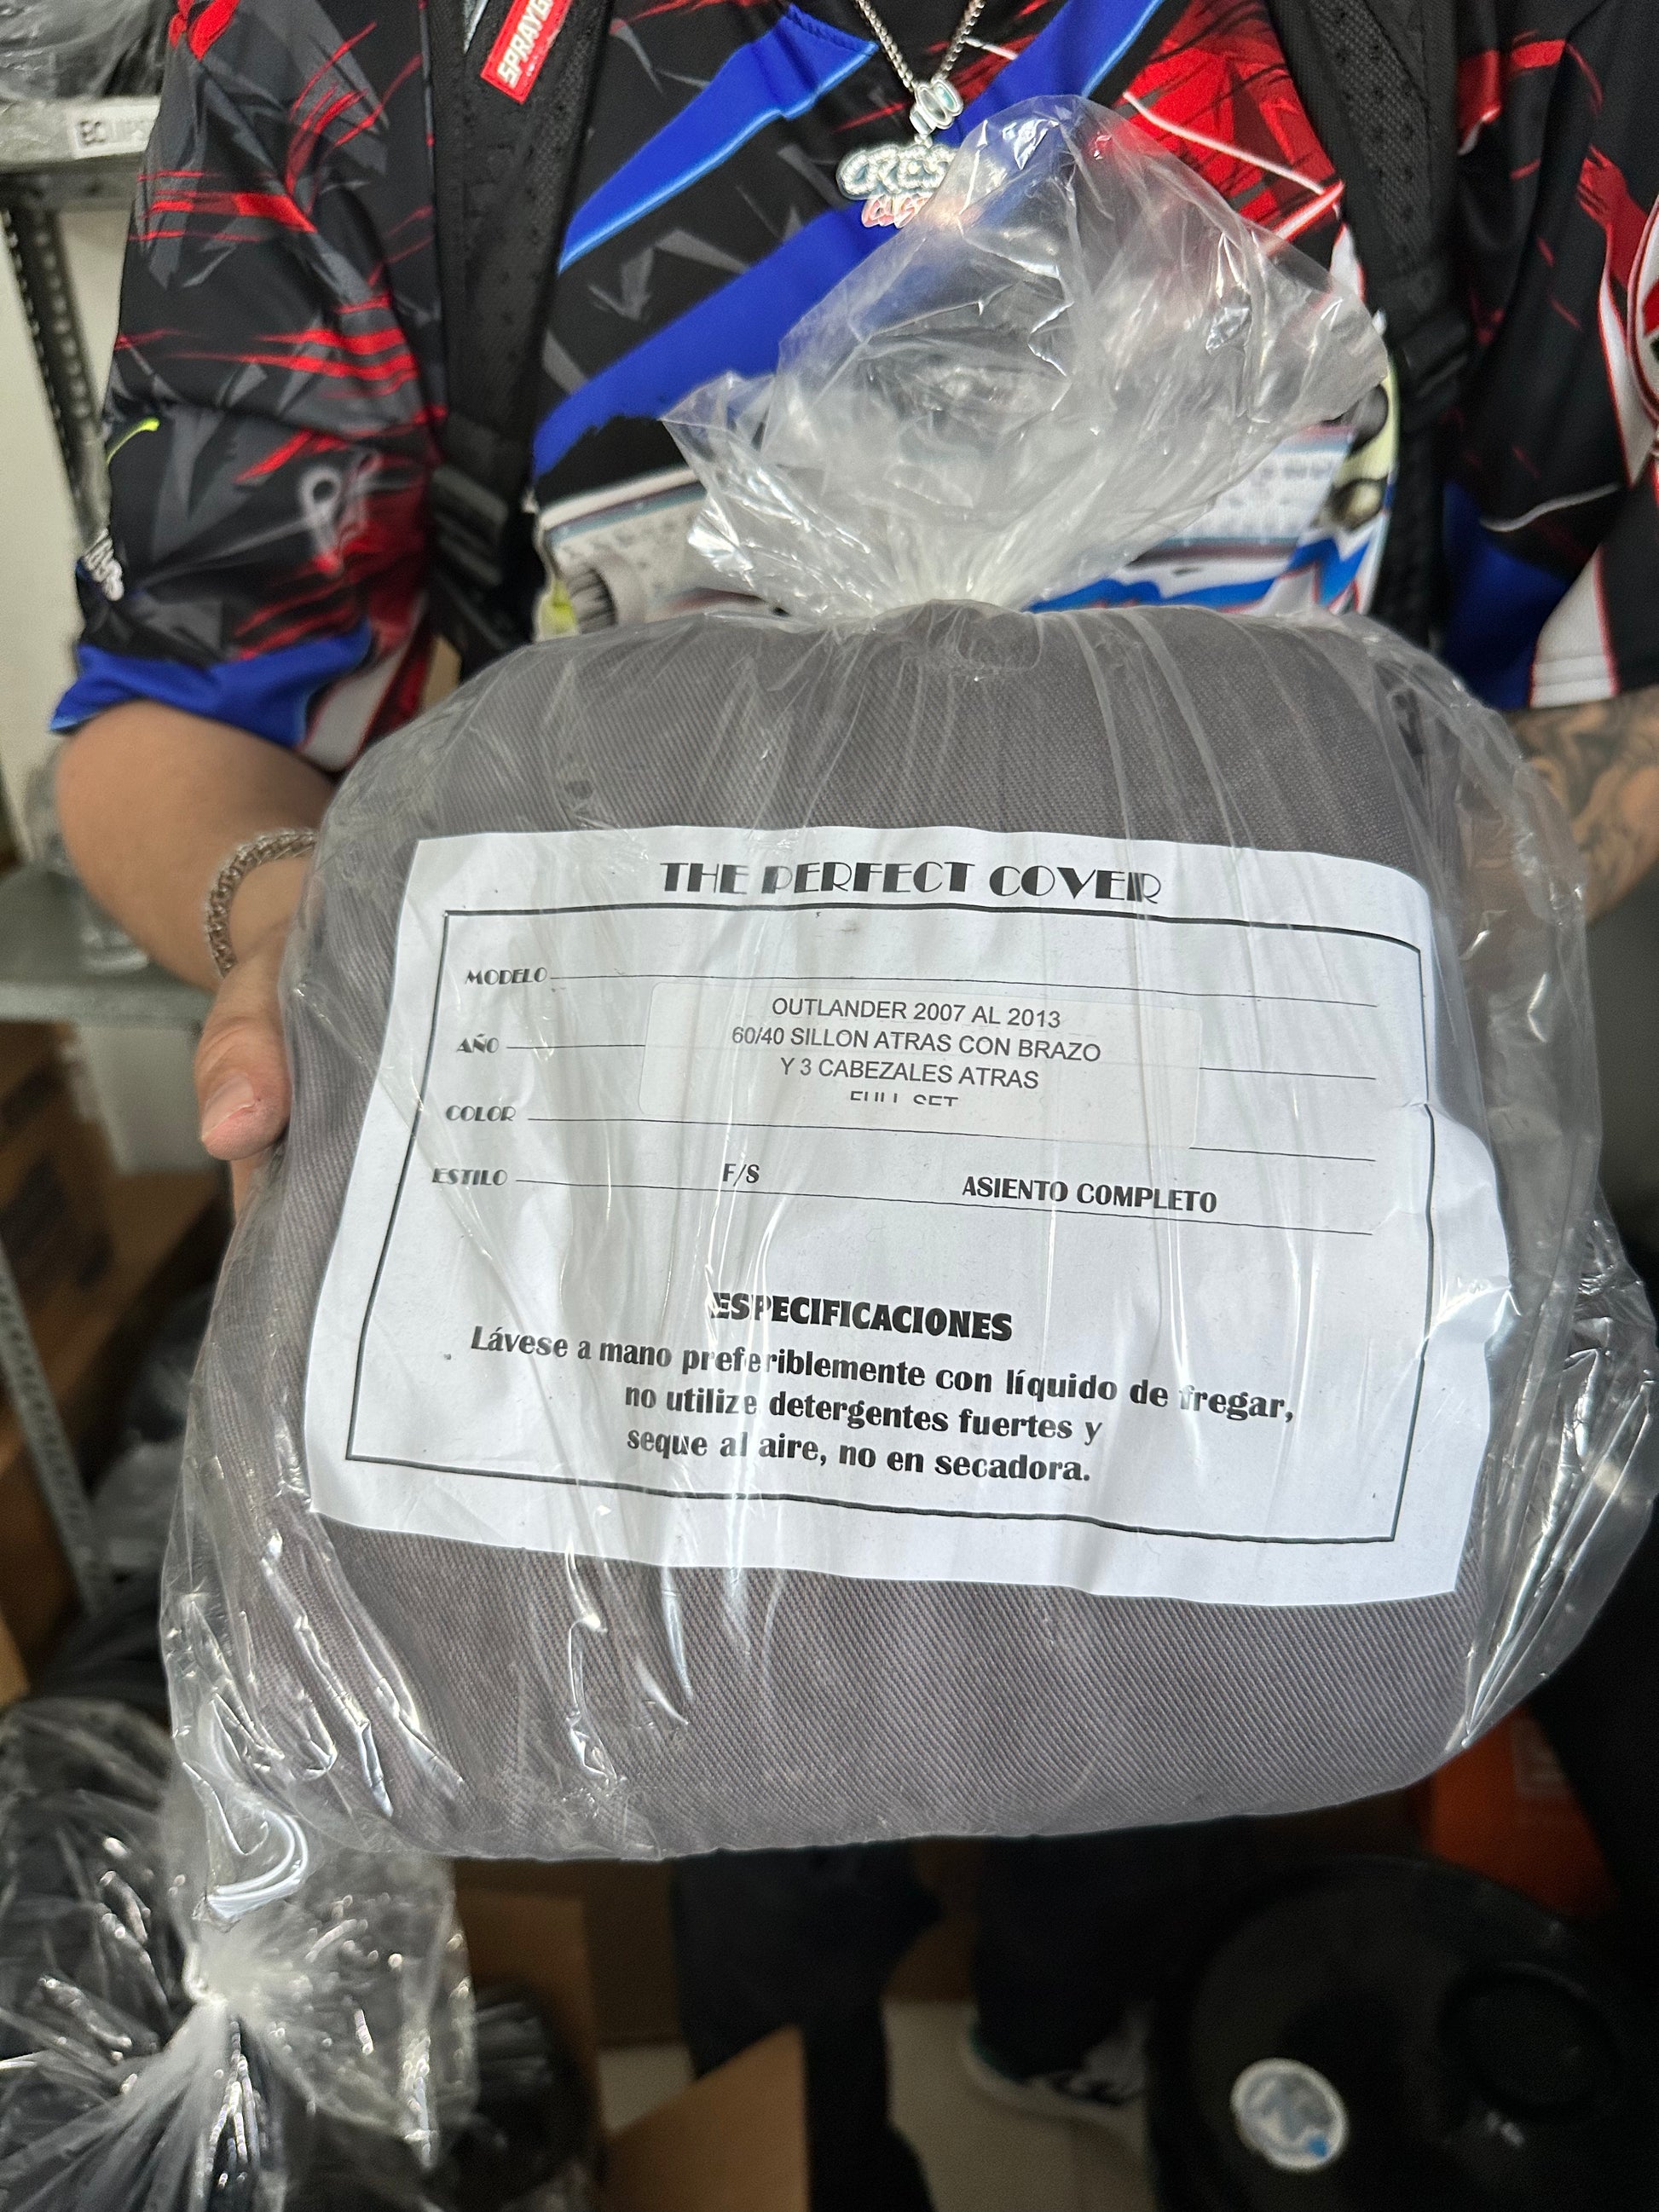 THE PERFECT COVER
MODELO
OUTLANDER 2007 AL 2013
60/40 SILLON ATRAS CON BRAZO
AÑO
Y 3 CABEZALES ATRAS
FULL SET
COLOR
ESTILO F/S ASIENTO COMPLETO
ESPECIFICACIONES
Lávese a mano preferiblemente con líquido de fregar,
no utilize detergentes fuertes y
seque al aire, no en secadora.